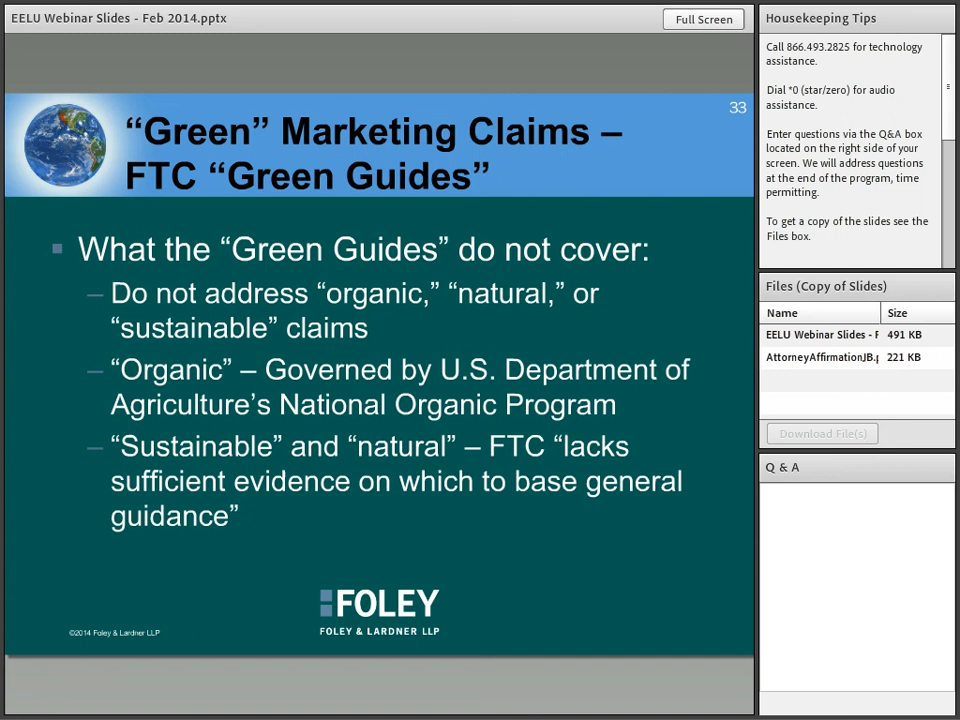 EELU Webinar Slides - Feb 2014.pptx
Full Screen
33
“Green” Marketing Claims –
FTC “Green Guides”
▪ What the “Green Guides” do not cover:
– Do not address “organic,” “natural,” or
“sustainable” claims
– “Organic” – Governed by U.S. Department of
Agriculture’s National Organic Program
– “Sustainable” and “natural” – FTC “lacks
sufficient evidence on which to base general
guidance”
FOLEY
FOLEY & LARDNER LLP
©2014 Foley & Lardner LLP
Housekeeping Tips
Call 866.493.2825 for technology
assistance.
Dial *0 (star/zero) for audio
assistance.
Enter questions via the Q&A box
located on the right side of your
screen. We will address questions
at the end of the program, time
permitting.
To get a copy of the slides see the
Files box.
Files (Copy of Slides)
Name Size
EELU Webinar Slides - F 491 KB
AttorneyAffirmationJB.p 221 KB
Download File(s)
Q & A